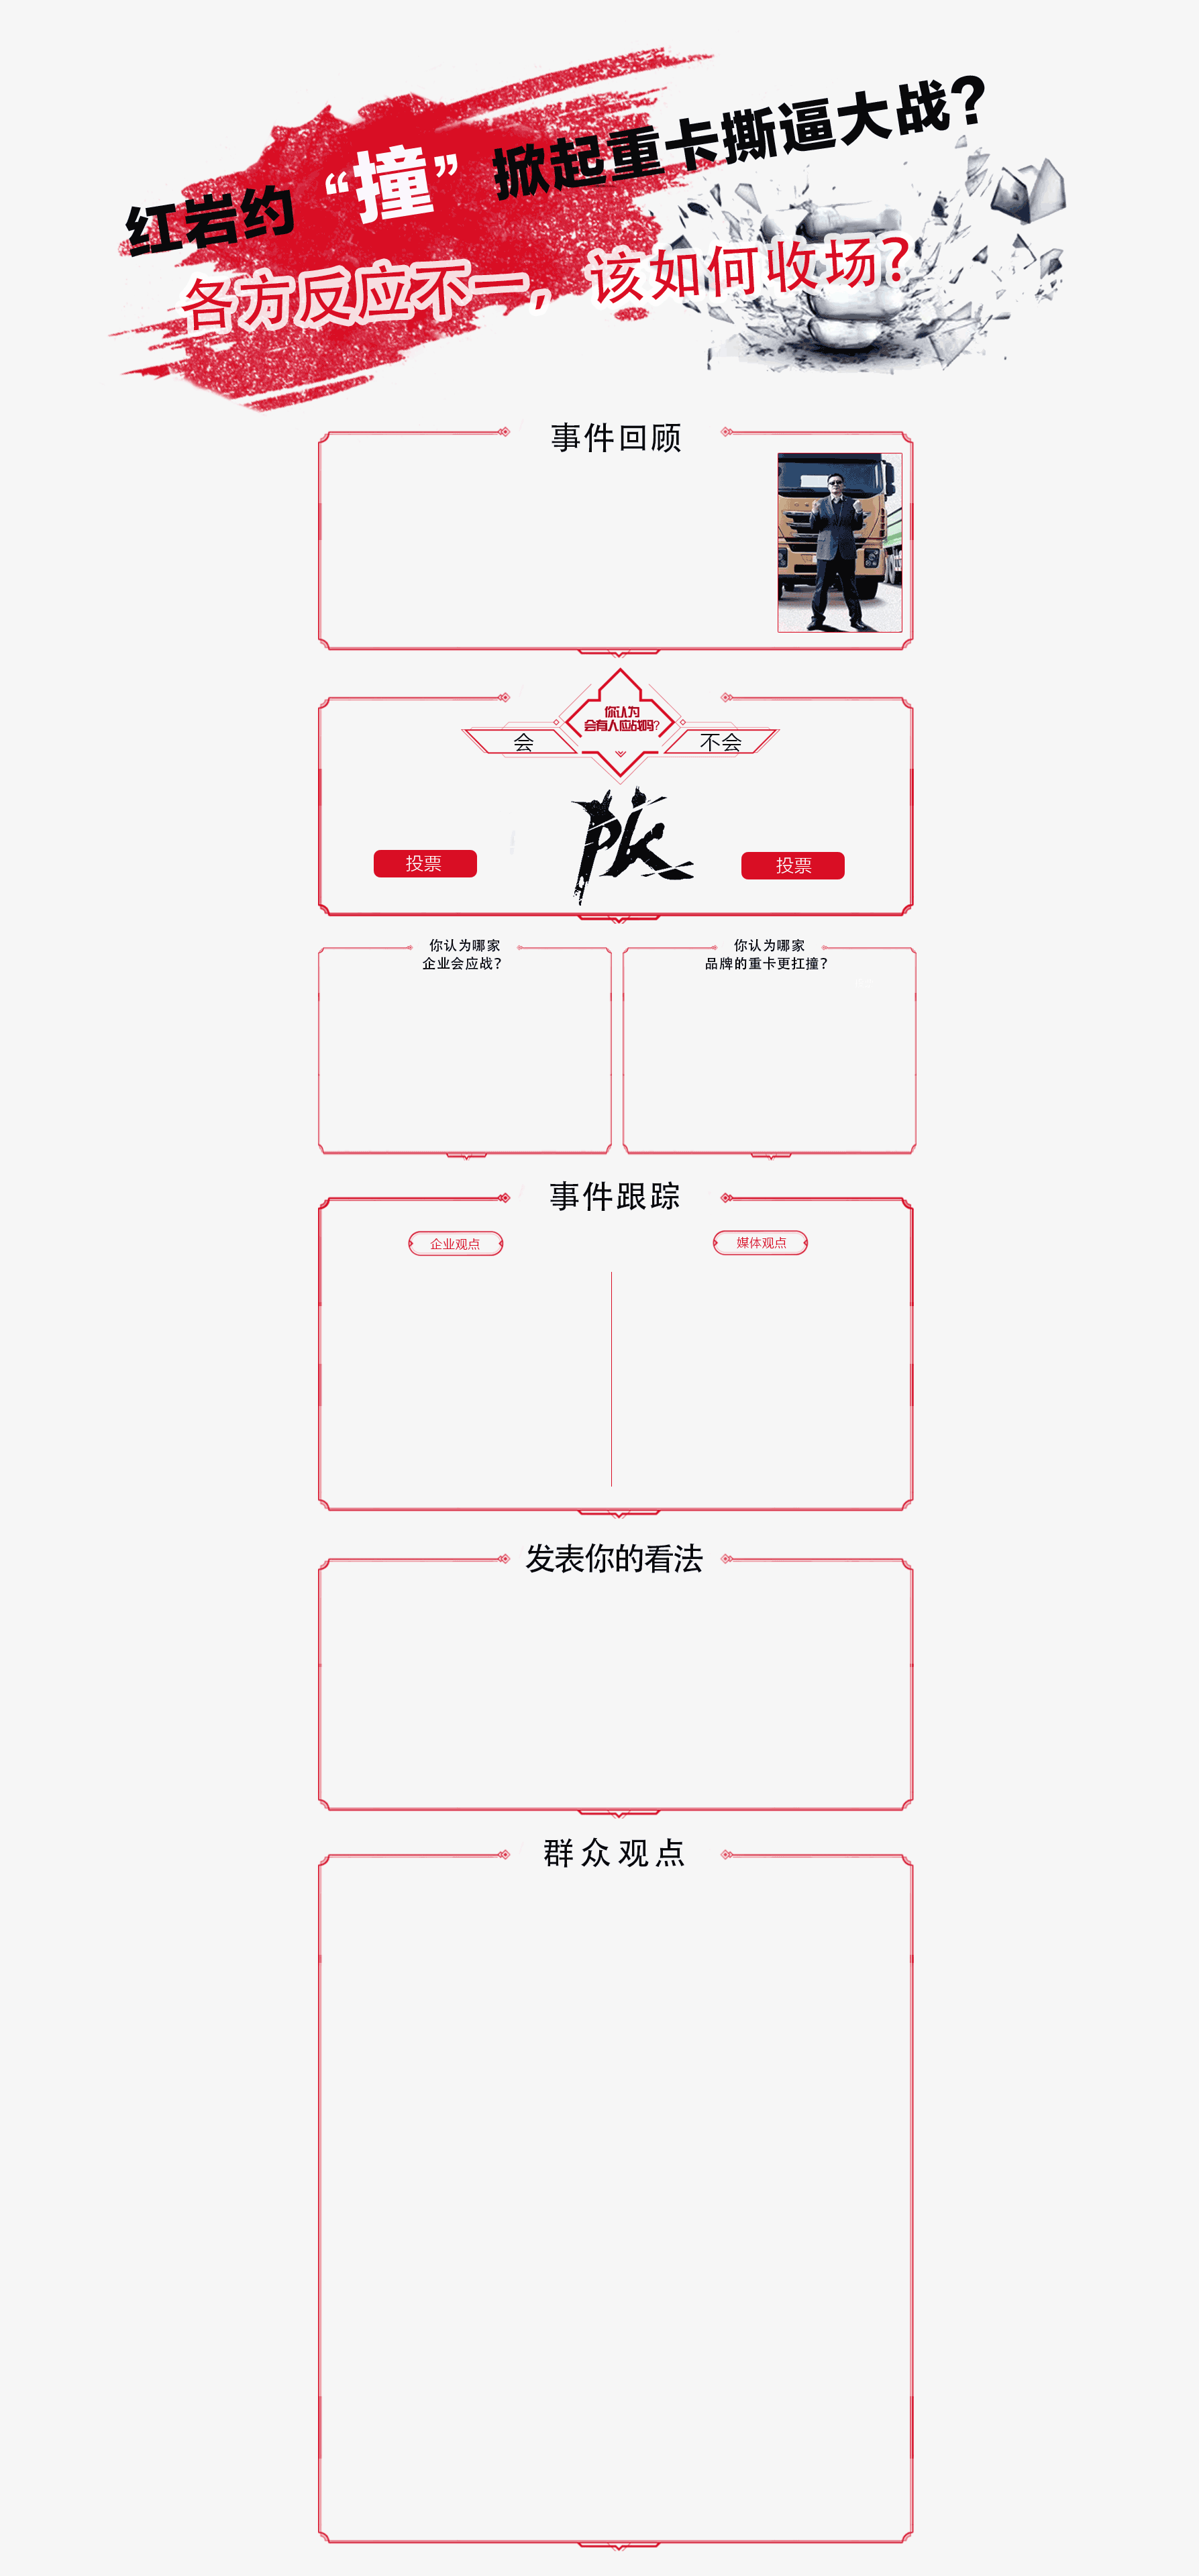 红岩约“撞”掀起重卡撕逼大战?
各方反应不一，该如何收场?
事件回顾
你认为
会有人应战吗?
会
不会
PK
投票
投票
你认为哪家
企业会应战?
你认为哪家
品牌的重卡更扛撞?
事件跟踪
企业观点
媒体观点
发表你的看法
群众观点